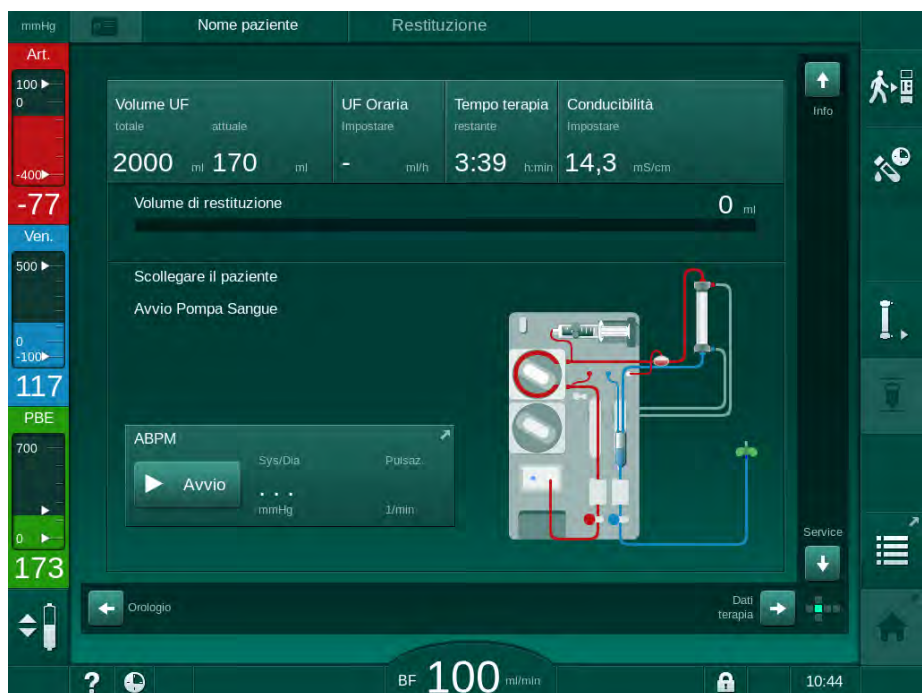 mmHg
Nome paziente
Restituzione
Art.
100
0
-400
-77
Ven.
500
0
-100
117
PBE
700
0
173
Volume UF
totale attuale
2000 ml 170 ml
UF Oraria
Impostare
- ml/h
Tempo terapia
restante
3:39 h:min
Conducibilità
Impostare
14,3 mS/cm
Volume di restituzione 0 ml
Scollegare il paziente
Avvio Pompa Sangue
ABPM
Sys/Dia Pulsaz.
Avvio
. . .
mmHg 1/min
Info
Service
Orologio
Dati
terapia
? BF 100 ml/min 10:44